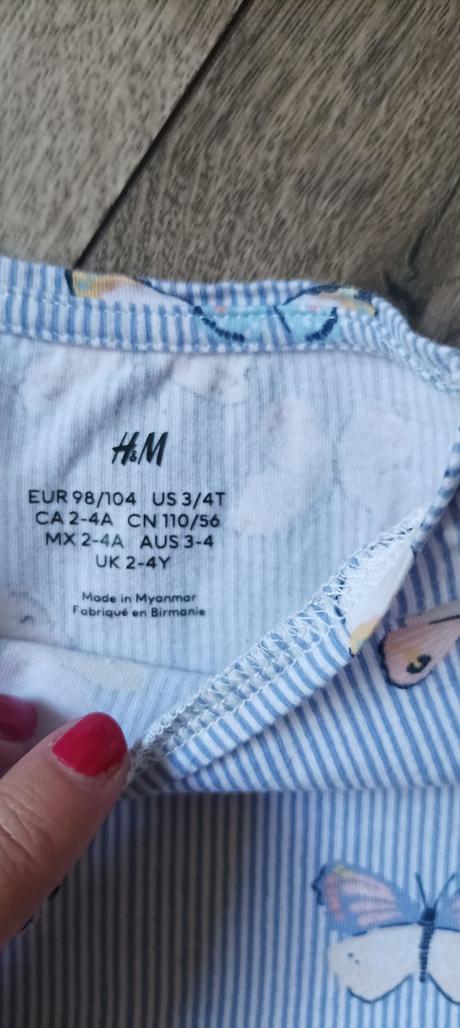 H&M
EUR 98/104 US 3/4T
CA 2-4A CN 110/56
MX 2-4A AUS 3-4
UK 2-4Y
Made in Myanmar
Fabriqué en Birmanie